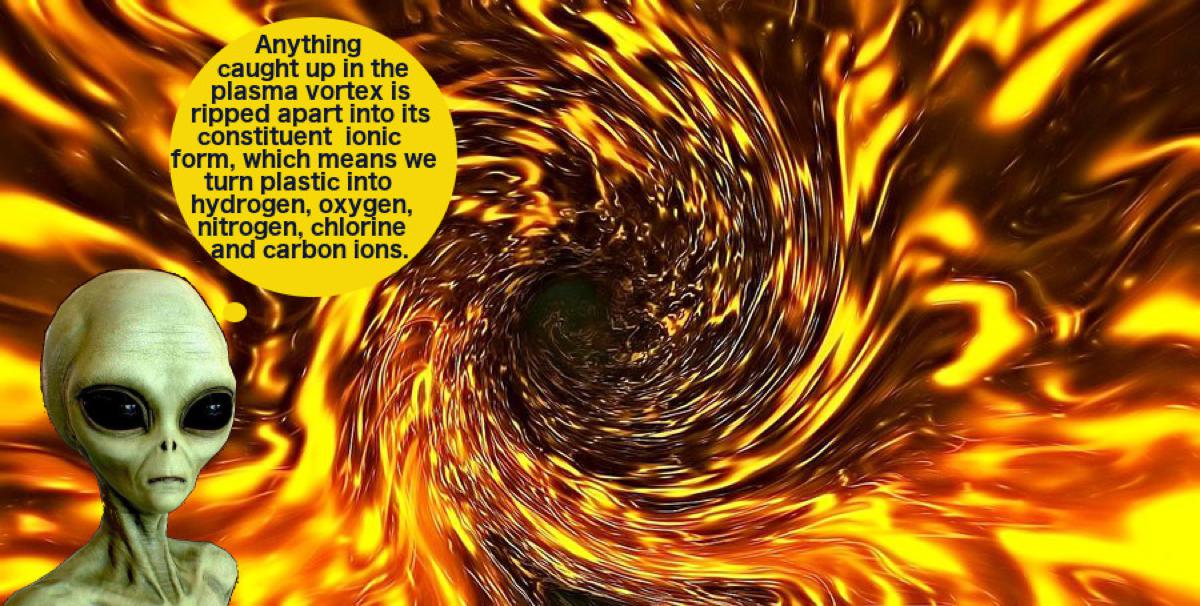 Anything
caught up in the
plasma vortex is
ripped apart into its
constituent  ionic
form, which means we
turn plastic into
hydrogen, oxygen,
nitrogen, chlorine
and carbon ions.